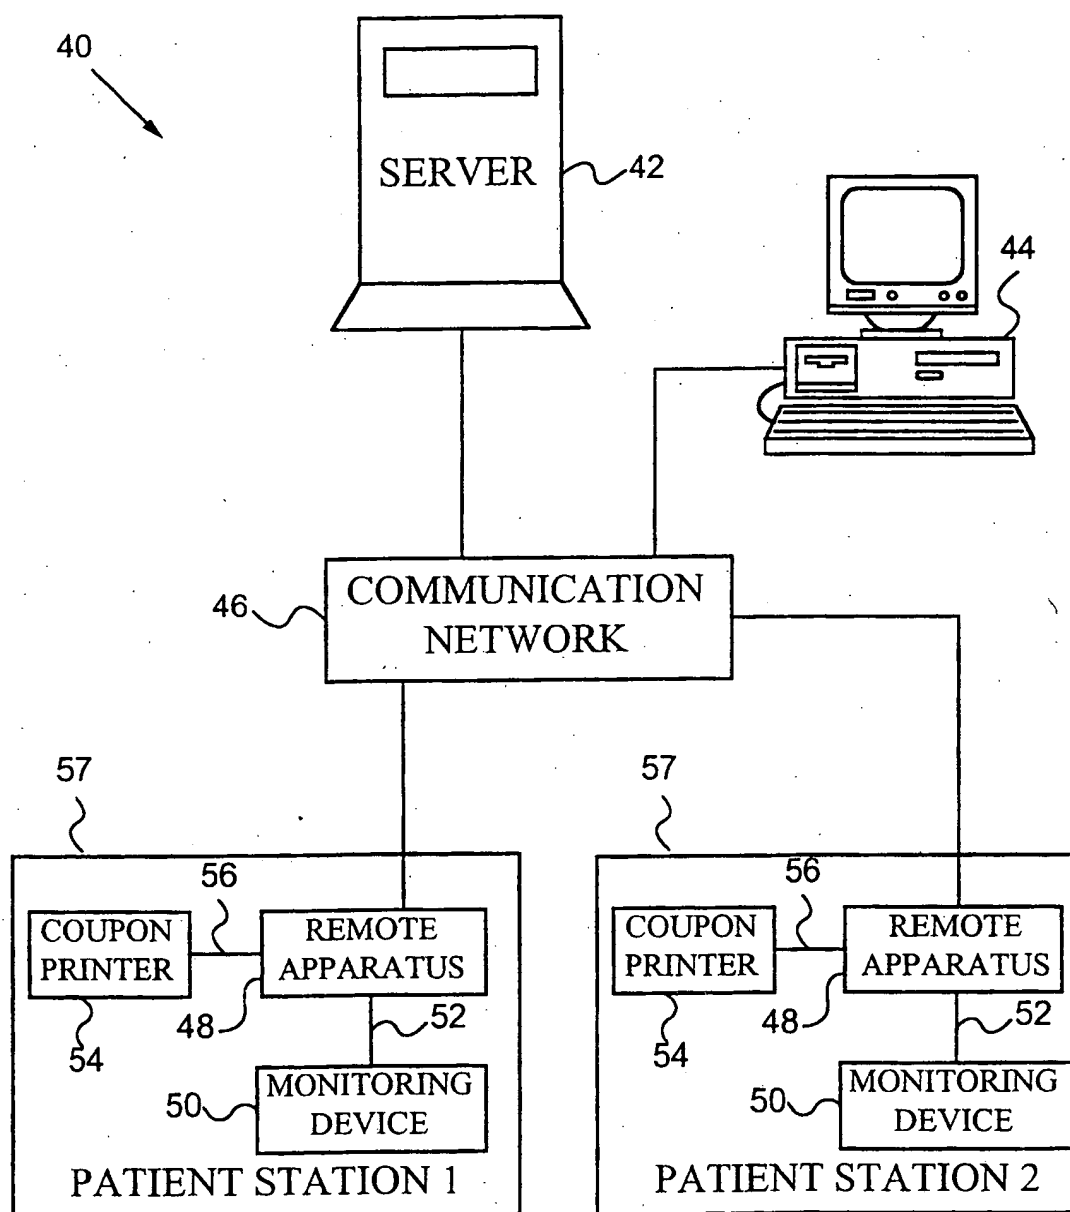 40
SERVER
42
44
46
COMMUNICATION
NETWORK
57
57
56
COUPON
PRINTER
REMOTE
APPARATUS
54
48
52
50
MONITORING
DEVICE
PATIENT STATION 1
56
COUPON
PRINTER
REMOTE
APPARATUS
54
48
52
50
MONITORING
DEVICE
PATIENT STATION 2